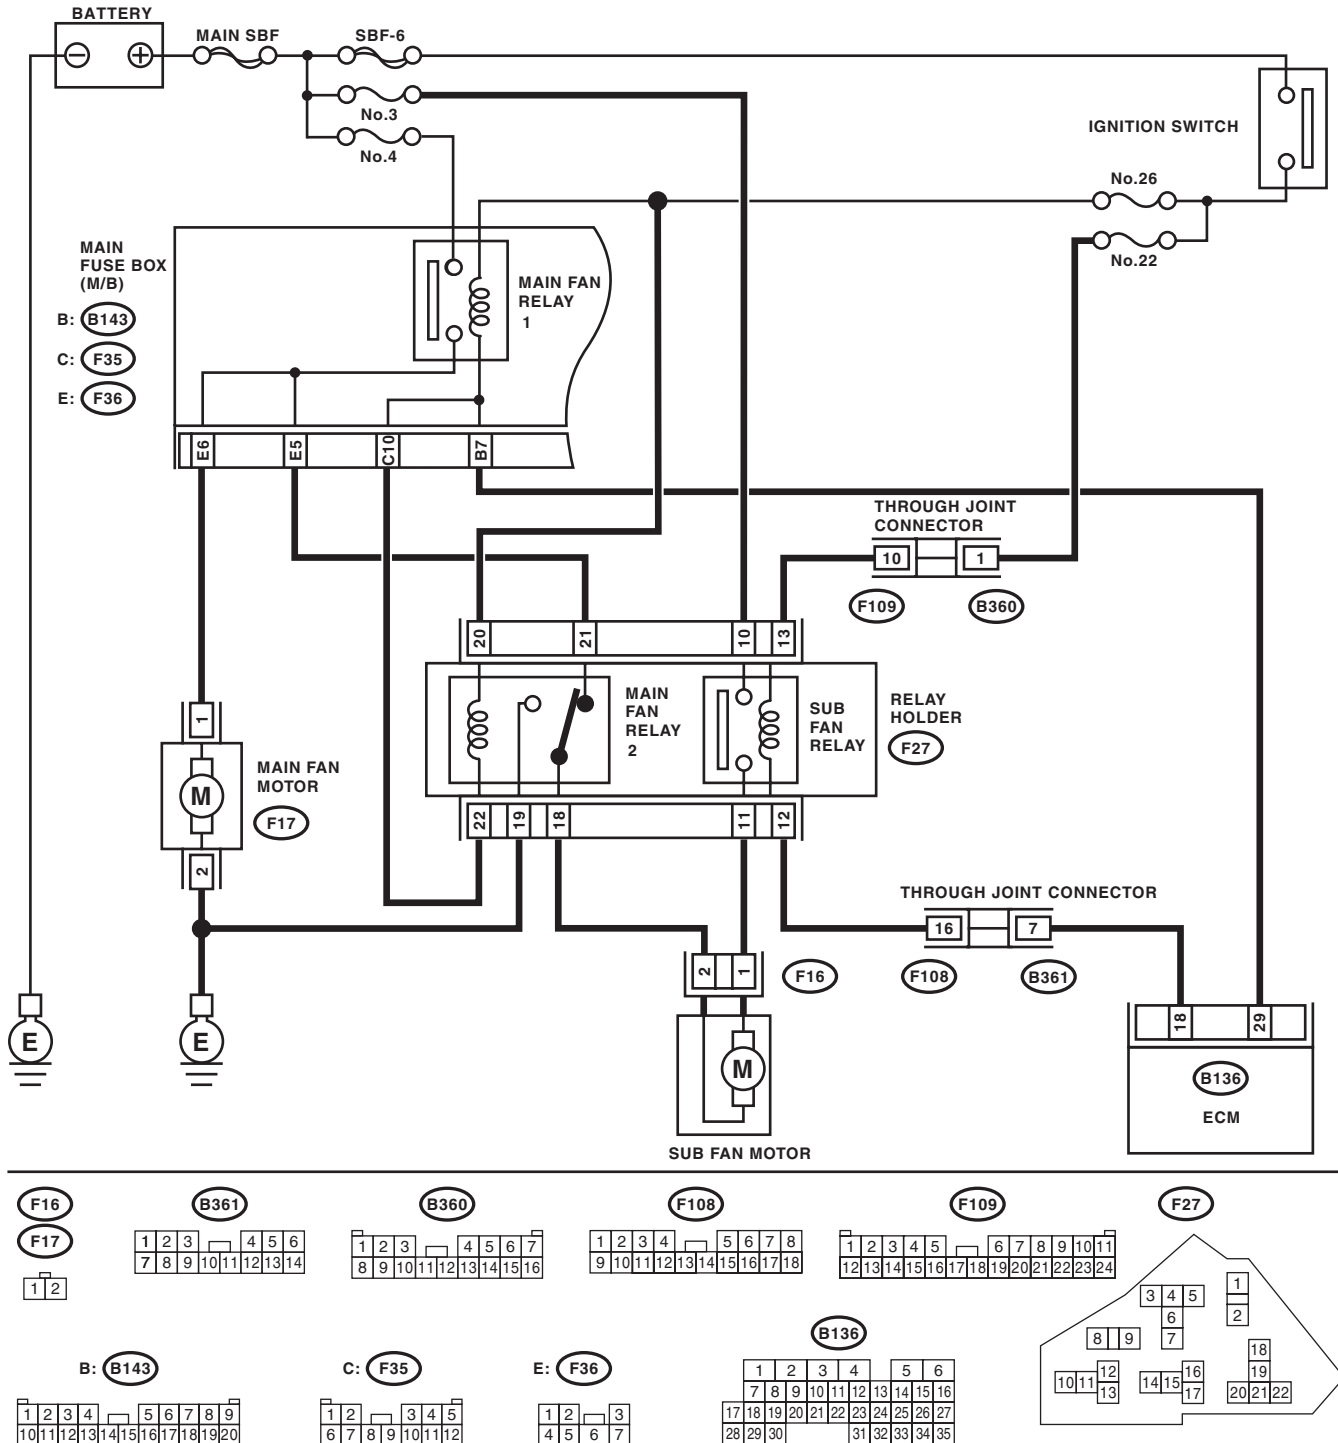 BATTERY
MAIN SBF
SBF-6
No.3
No.4
IGNITION SWITCH
No.26
No.22
MAIN
FUSE BOX
(M/B)
B: B143
C: F35
E: F36
MAIN FAN
RELAY
1
E6 E5 C10 B7
THROUGH JOINT
CONNECTOR
10 1
F109 B360
20 21 10 13
MAIN
FAN
RELAY
2
SUB
FAN
RELAY
RELAY
HOLDER
F27
22 19 18 11 12
1
M
MAIN FAN
MOTOR
F17
2
THROUGH JOINT CONNECTOR
16 7
F108 B361
2 1
F16
M
SUB FAN MOTOR
E
E
18 29
B136
ECM
F16
F17
1 2
B361
1 2 3 4 5 6
7 8 9 10 11 12 13 14
B360
1 2 3 4 5 6 7
8 9 10 11 12 13 14 15 16
F108
1 2 3 4 5 6 7 8
9 10 11 12 13 14 15 16 17 18
F109
1 2 3 4 5 6 7 8 9 10 11
12 13 14 15 16 17 18 19 20 21 22 23 24
F27
1
3 4 5
2
6
7
8 9
18
12
16
19
10 11
14 15
13
17
20 21 22
B: B143
1 2 3 4 5 6 7 8 9
10 11 12 13 14 15 16 17 18 19 20
C: F35
1 2 3 4 5
6 7 8 9 10 11 12
E: F36
1 2 3
4 5 6 7
B136
1 2 3 4 5 6
7 8 9 10 11 12 13 14 15 16
17 18 19 20 21 22 23 24 25 26 27
28 29 30 31 32 33 34 35